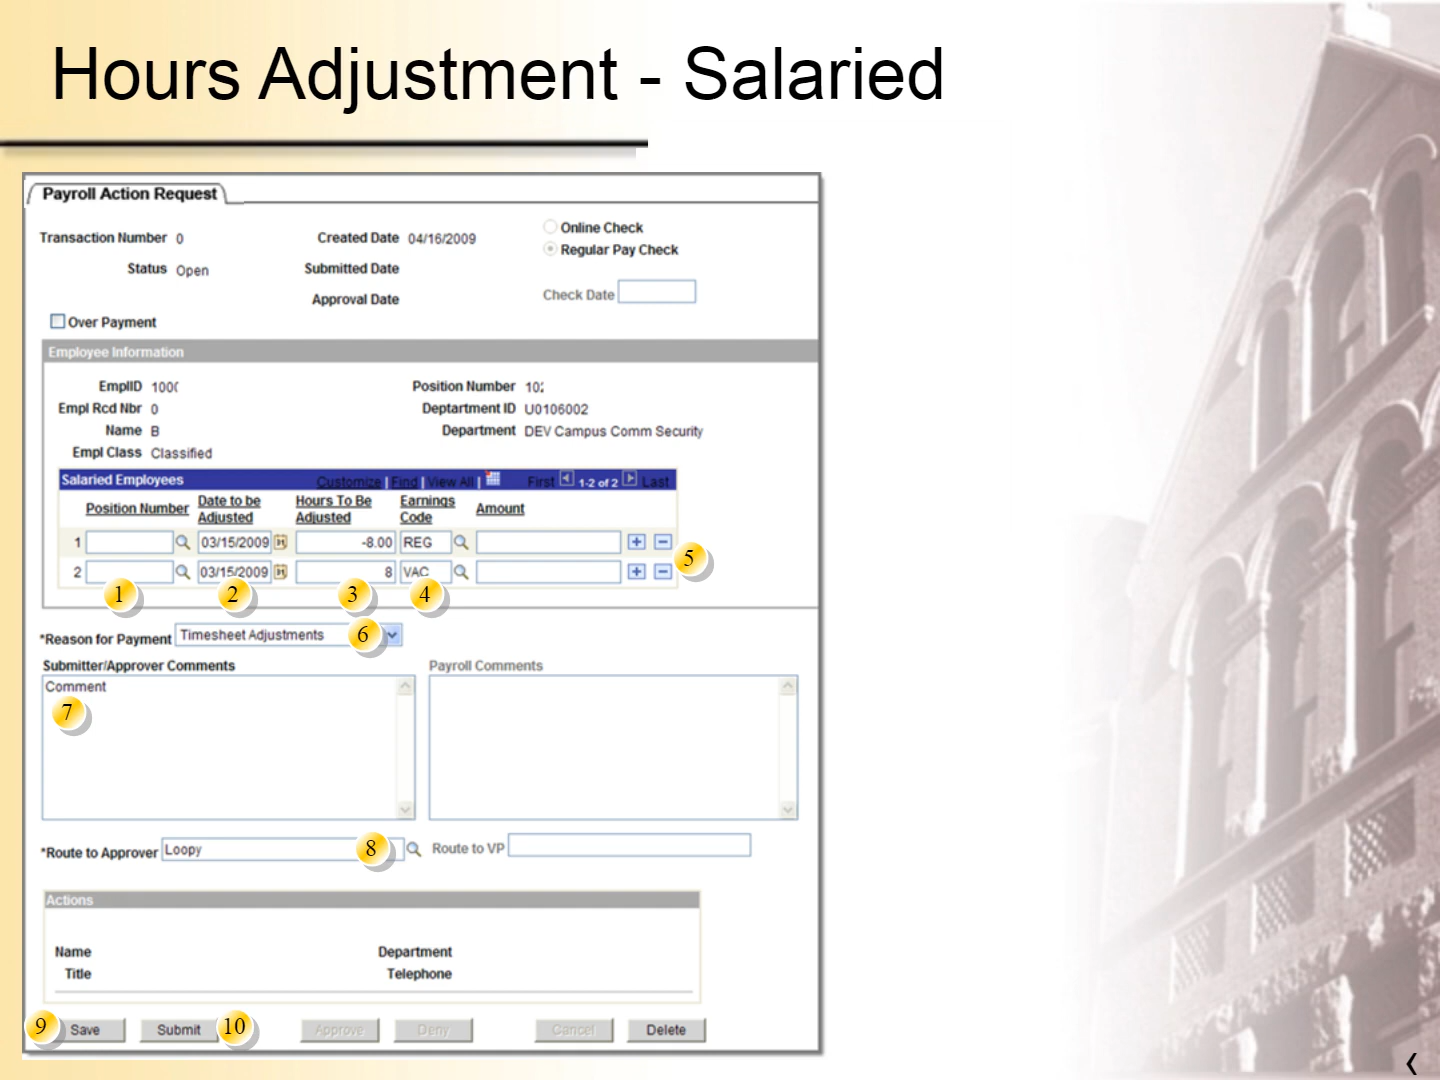 Hours Adjustment - Salaried
Payroll Action Request
Transaction Number 0 Created Date 04/16/2009 Online Check
Regular Pay Check
Status Open Submitted Date
Approval Date Check Date
Over Payment
Employee Information
EmplID 100 Position Number 10
Empl Rcd Nbr 0 Deptartment ID U0106002
Name B Department DEV Campus Comm Security
Empl Class Classified
Salaried Employees Customize | Find | View All | First 1-2 of 2 Last
Position Number Date to be Adjusted Hours To Be Adjusted Earnings Code Amount
1 03/15/2009 31 -8.00 REG + −
2 03/15/2009 31 8 VAC + − 5
1 2 3 4
*Reason for Payment Timesheet Adjustments 6
Submitter/Approver Comments Payroll Comments
Comment
7
*Route to Approver Loopy 8 Route to VP
Actions
Name Department
Title Telephone
9 Save Submit 10 Approve Deny Cancel Delete